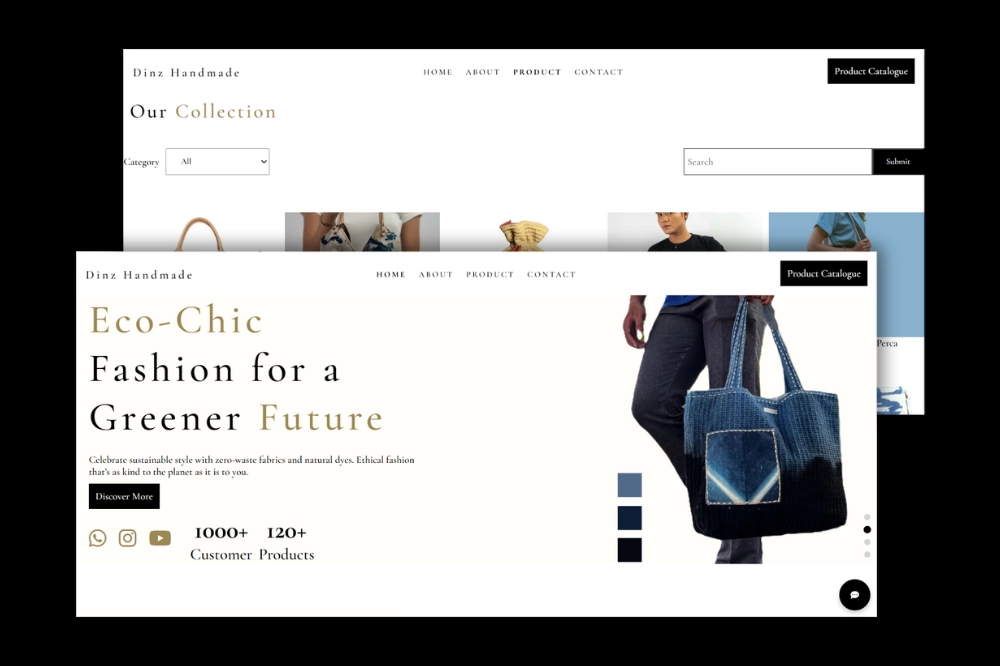 Dinz Handmade
HOME ABOUT PRODUCT CONTACT
Product Catalogue
Our Collection
Category
All
Search
Submit
Perca
Dinz Handmade
HOME ABOUT PRODUCT CONTACT
Product Catalogue
Eco-Chic
Fashion for a
Greener Future
Celebrate sustainable style with zero-waste fabrics and natural dyes. Ethical fashion
that's as kind to the planet as it is to you.
Discover More
1000+ 120+
Customer Products